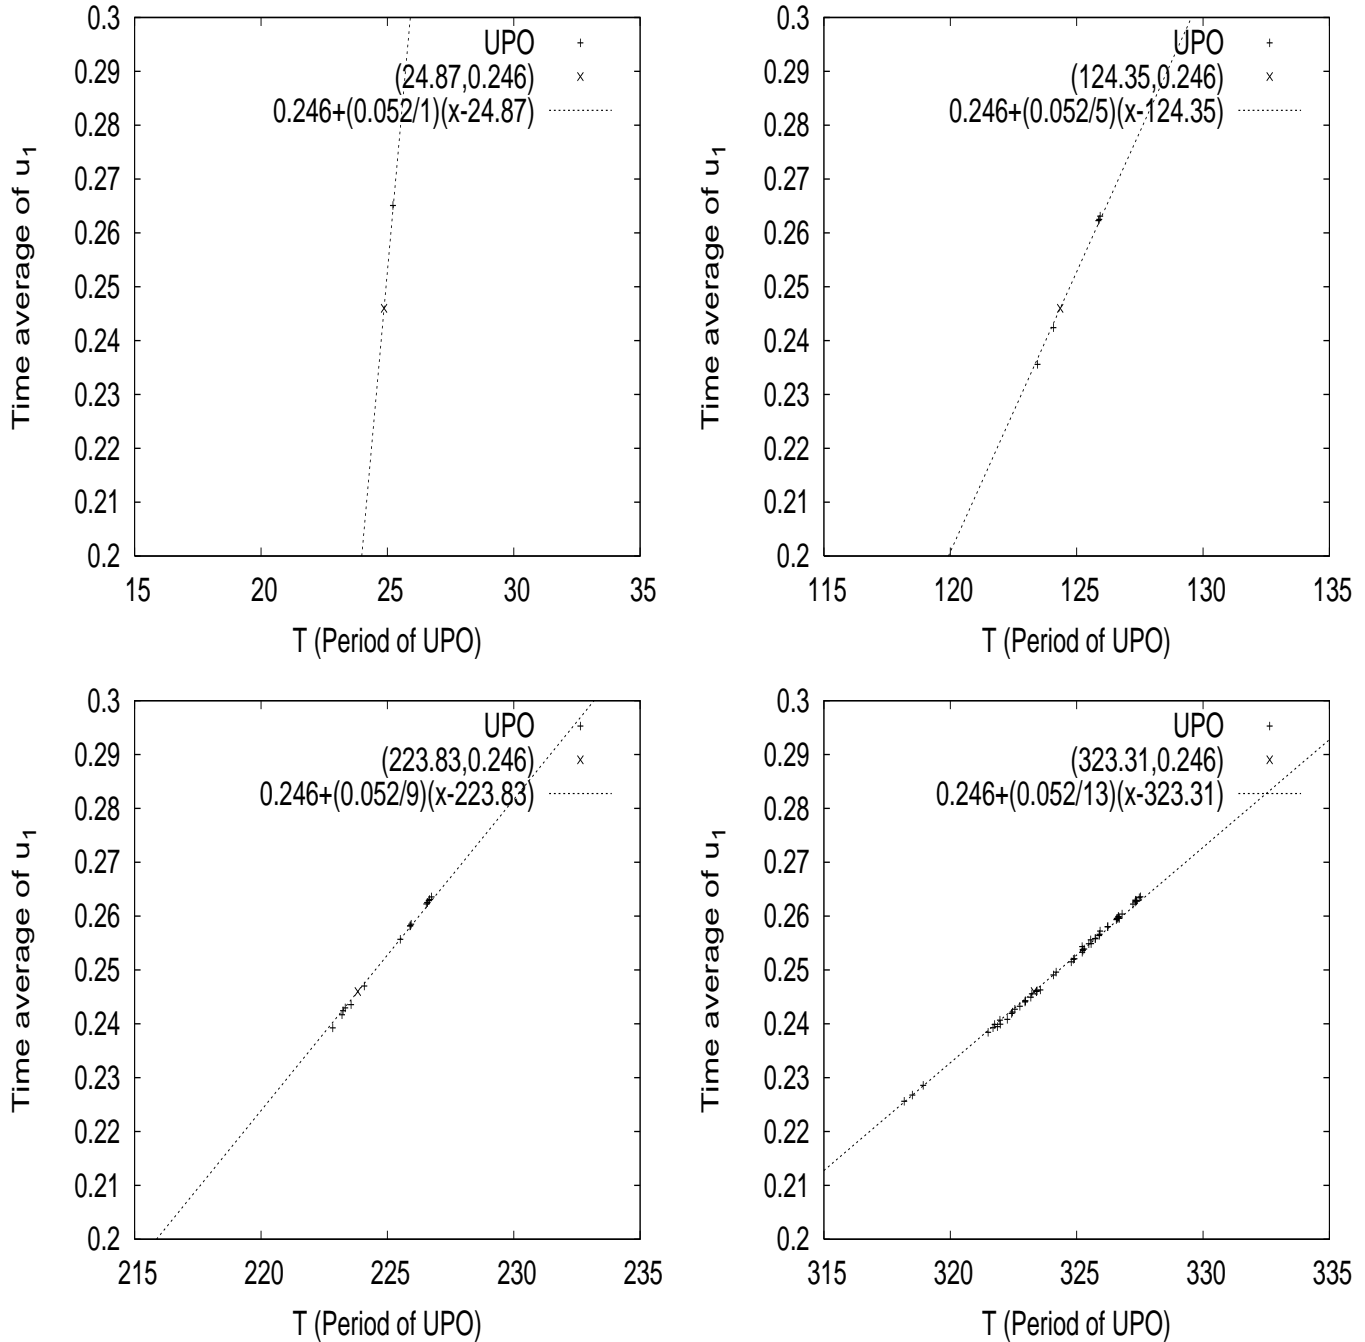 0.3
0.29
0.28
0.27
0.26
0.25
0.24
0.23
0.22
0.21
0.2
15 20 25 30 35
Time average of u1
T (Period of UPO)
UPO
(24.87,0.246)
0.246+(0.052/1)(x-24.87)
0.3
0.29
0.28
0.27
0.26
0.25
0.24
0.23
0.22
0.21
0.2
115 120 125 130 135
Time average of u1
T (Period of UPO)
UPO
(124.35,0.246)
0.246+(0.052/5)(x-124.35)
0.3
0.29
0.28
0.27
0.26
0.25
0.24
0.23
0.22
0.21
0.2
215 220 225 230 235
Time average of u1
T (Period of UPO)
UPO
(223.83,0.246)
0.246+(0.052/9)(x-223.83)
0.3
0.29
0.28
0.27
0.26
0.25
0.24
0.23
0.22
0.21
0.2
315 320 325 330 335
Time average of u1
T (Period of UPO)
UPO
(323.31,0.246)
0.246+(0.052/13)(x-323.31)